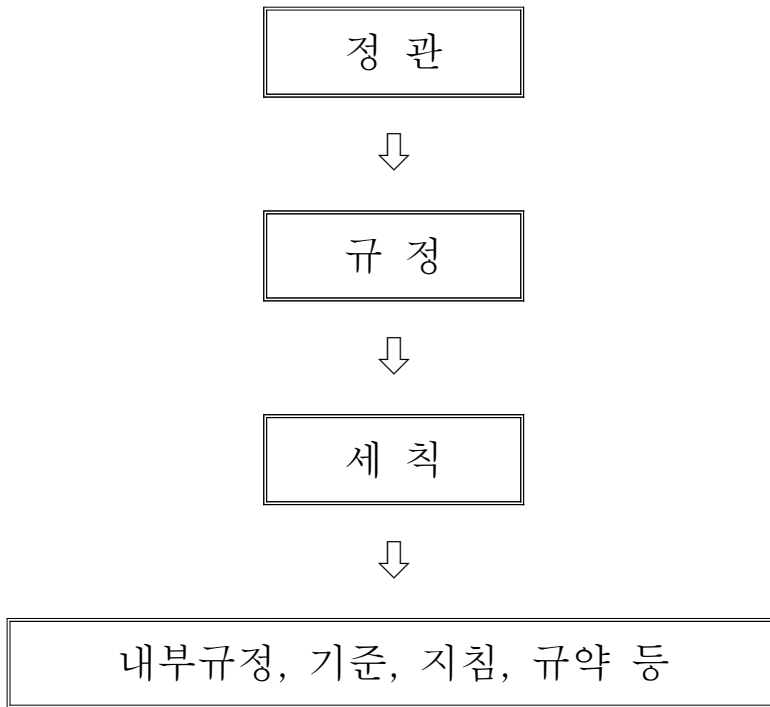 정 관
⇩
규 정
⇩
세 칙
⇩
내부규정, 기준, 지침, 규약 등